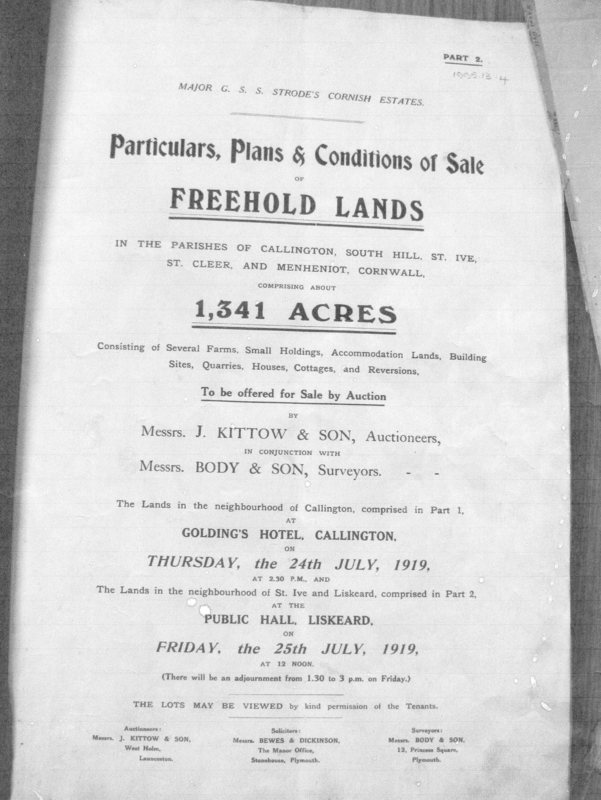 PART 2.
1995.13.4
MAJOR G. S. S. STRODE'S CORNISH ESTATES.
Particulars, Plans & Conditions of Sale
OF
FREEHOLD LANDS
IN THE PARISHES OF CALLINGTON, SOUTH HILL, ST. IVE,
ST. CLEER, AND MENHENIOT, CORNWALL,
COMPRISING ABOUT
1,341 ACRES
Consisting of Several Farms, Small Holdings, Accommodation Lands, Building
Sites, Quarries, Houses, Cottages, and Reversions,
To be offered for Sale by Auction
BY
Messrs. J. KITTOW & SON, Auctioneers,
IN CONJUNCTION WITH
Messrs. BODY & SON, Surveyors. - -
The Lands in the neighbourhood of Callington, comprised in Part 1,
AT
GOLDING'S HOTEL, CALLINGTON,
ON
THURSDAY, the 24th JULY, 1919,
AT 2.30 P.M., AND
The Lands in the neighbourhood of St. Ive and Liskeard, comprised in Part 2,
AT THE
PUBLIC HALL, LISKEARD,
ON
FRIDAY, the 25th JULY, 1919,
AT 12 NOON.
(There will be an adjournment from 1.30 to 3 p.m. on Friday.)
THE LOTS MAY BE VIEWED by kind permission of the Tenants.
Auctioneers:
Messrs. J. KITTOW & SON,
West Holm,
Launceston.
Solicitors:
Messrs. BEWES & DICKINSON,
The Manor Office,
Stonehouse, Plymouth.
Surveyors:
Messrs. BODY & SON,
12, Princess Square,
Plymouth.